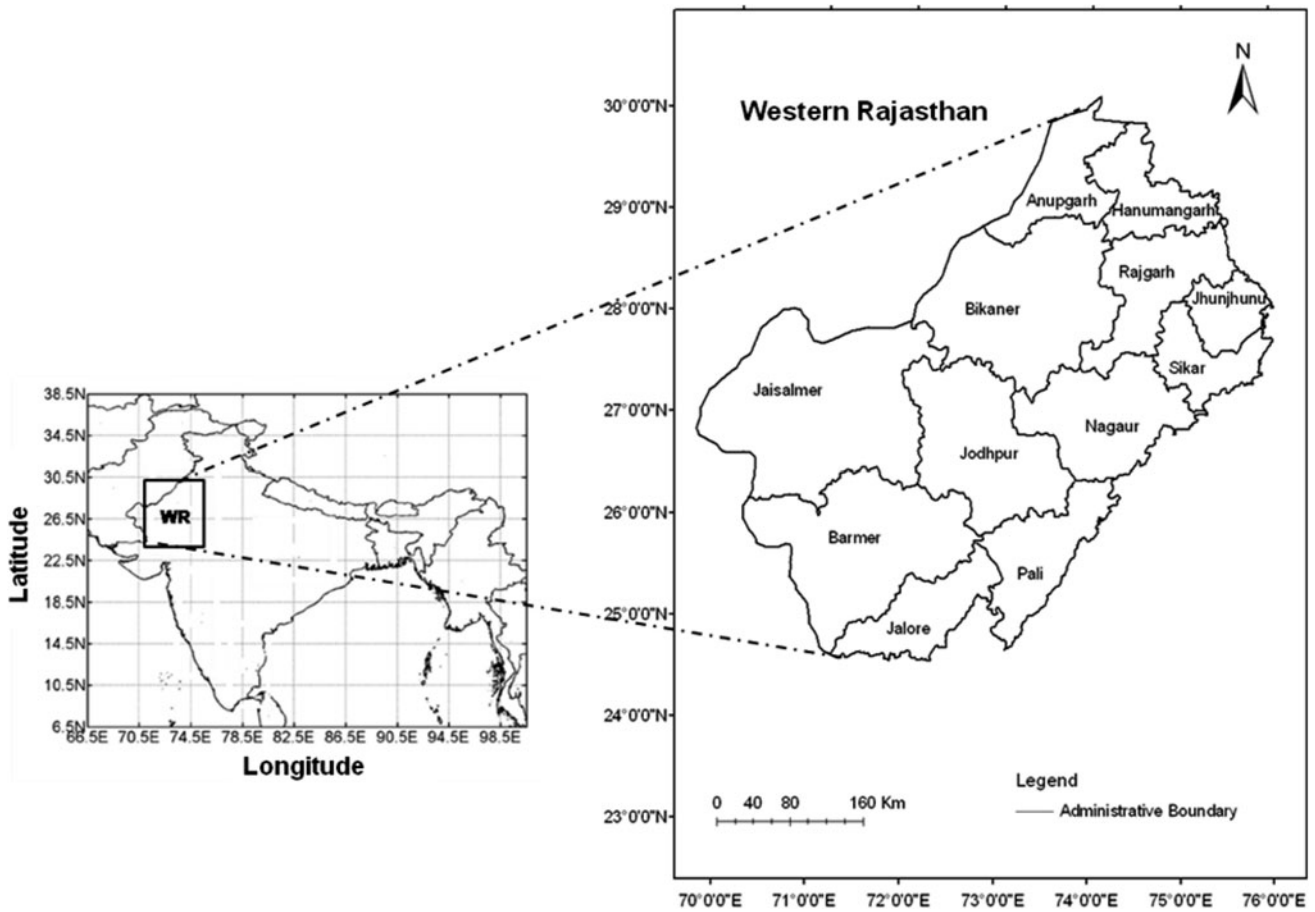 38.5N
34.5N
30.5N
26.5N
22.5N
18.5N
14.5N
10.5N
6.5N
66.5E 70.5E 74.5E 78.5E 82.5E 86.5E 90.5E 94.5E 98.5E
Latitude
Longitude
WR
Western Rajasthan
N
30°0'0"N
29°0'0"N
28°0'0"N
27°0'0"N
26°0'0"N
25°0'0"N
24°0'0"N
23°0'0"N
Anupgarh
Hanumangarh
Rajgarh
Jhunjhunu
Bikaner
Sikar
Jaisalmer
Nagaur
Jodhpur
Barmer
Pali
Jalore
Legend
Administrative Boundary
0 40 80 160 Km
70°0'0"E 71°0'0"E 72°0'0"E 73°0'0"E 74°0'0"E 75°0'0"E 76°0'0"E